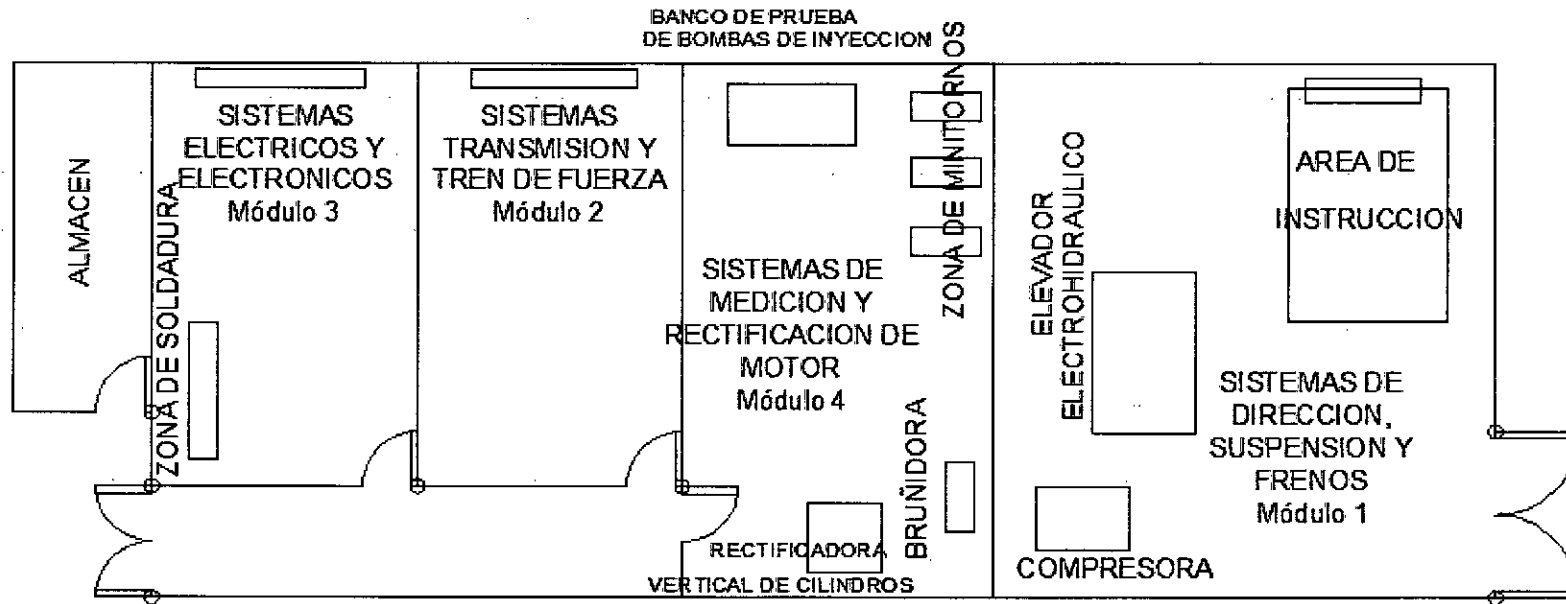 BANCO DE PRUEBA
DE BOMBAS DE INYECCION
ALMACEN
ZONA DE SOLDADURA
SISTEMAS
ELECTRICOS Y
ELECTRONICOS
Módulo 3
SISTEMAS
TRANSMISION Y
TREN DE FUERZA
Módulo 2
SISTEMAS DE
MEDICION Y
RECTIFICACION DE
MOTOR
Módulo 4
ZONA DE MINITORNOS
BRUÑIDORA
RECTIFICADORA
VERTICAL DE CILINDROS
ELEVADOR
ELECTROHIDRAULICO
AREA DE
INSTRUCCION
SISTEMAS DE
DIRECCION,
SUSPENSION Y
FRENOS
Módulo 1
COMPRESORA